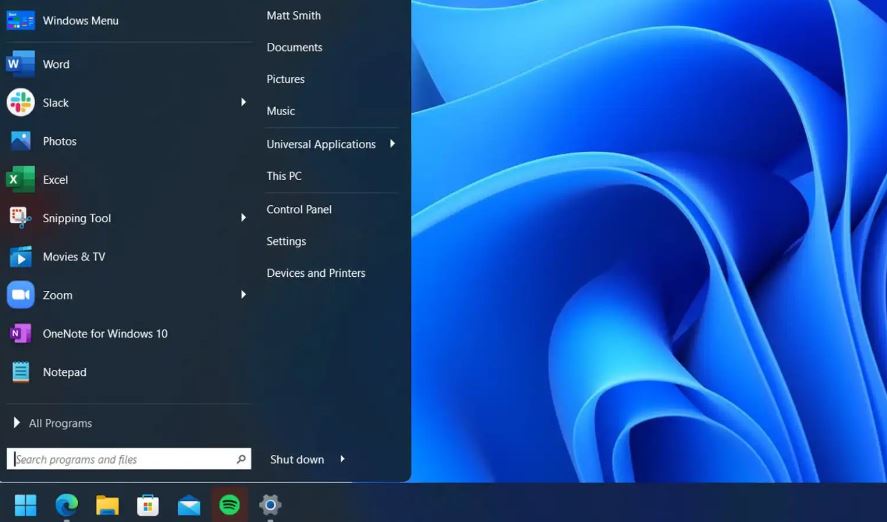 Windows Menu
Word
Slack
Photos
Excel
Snipping Tool
Movies & TV
Zoom
OneNote for Windows 10
Notepad
All Programs
Search programs and files
Matt Smith
Documents
Pictures
Music
Universal Applications
This PC
Control Panel
Settings
Devices and Printers
Shut down